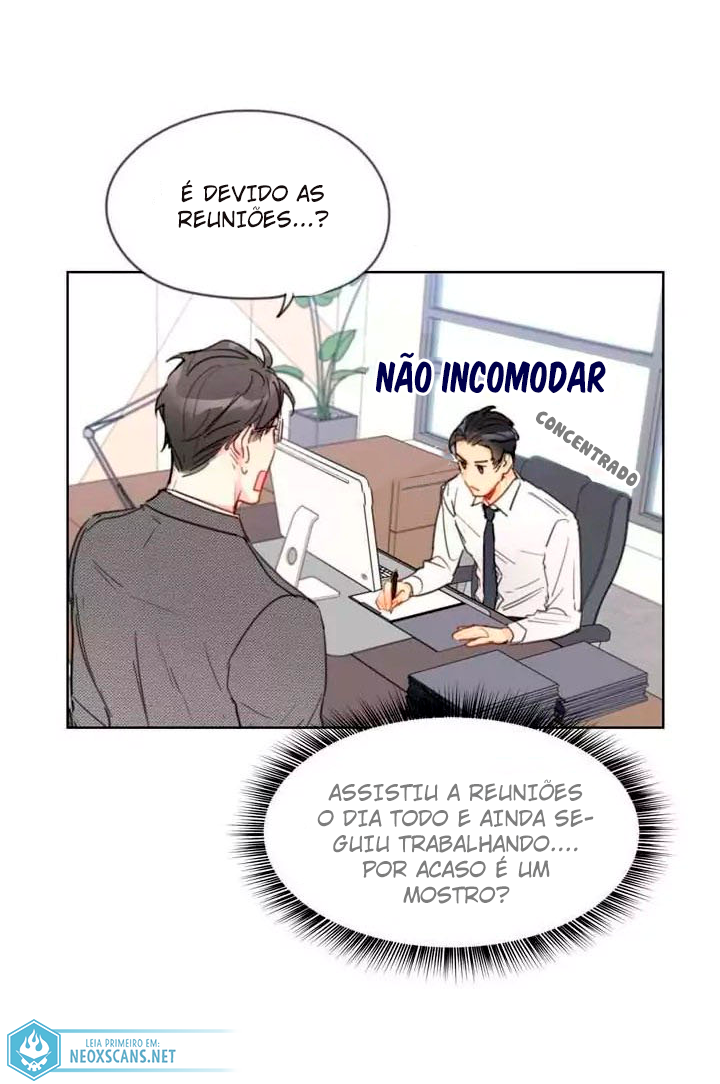 É DEVIDO AS
REUNIÕES...?
NÃO INCOMODAR
CONCENTRADO
ASSISTIU A REUNIÕES
O DIA TODO E AINDA SE-
GUIU TRABALHANDO....
POR ACASO É UM
MOSTRO?
LEIA PRIMEIRO EM:
NEOXSCANS.NET